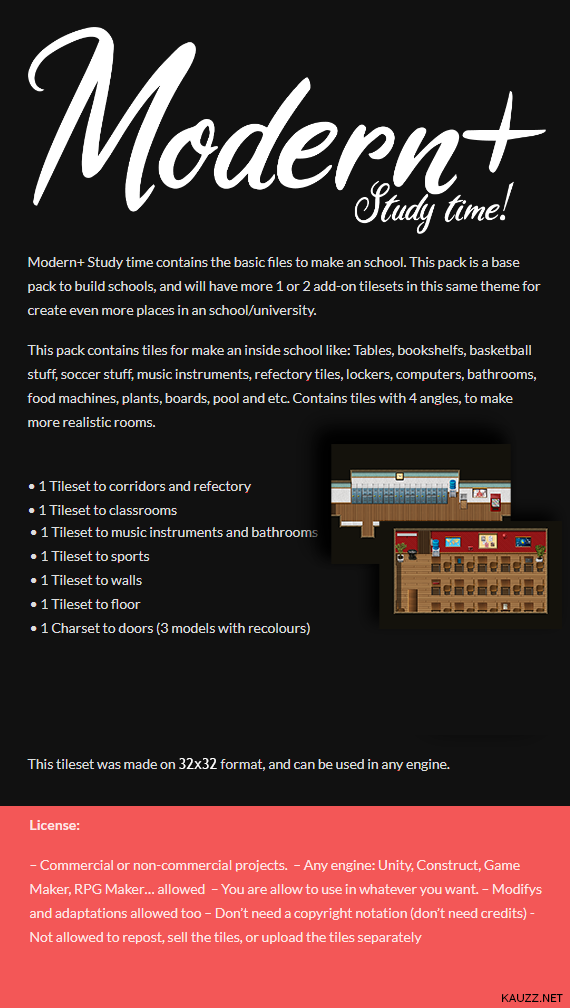 Modern+
Study time!
Modern+ Study time contains the basic files to make an school. This pack is a base
pack to build schools, and will have more 1 or 2 add-on tilesets in this same theme for
create even more places in an school/university.
This pack contains tiles for make an inside school like: Tables, bookshelfs, basketball
stuff, soccer stuff, music instruments, refectory tiles, lockers, computers, bathrooms,
food machines, plants, boards, pool and etc. Contains tiles with 4 angles, to make
more realistic rooms.
• 1 Tileset to corridors and refectory
• 1 Tileset to classrooms
• 1 Tileset to music instruments and bathrooms
• 1 Tileset to sports
• 1 Tileset to walls
• 1 Tileset to floor
• 1 Charset to doors (3 models with recolours)
This tileset was made on 32x32 format, and can be used in any engine.
License:
– Commercial or non-commercial projects. – Any engine: Unity, Construct, Game
Maker, RPG Maker... allowed – You are allow to use in whatever you want. – Modifys
and adaptations allowed too – Don't need a copyright notation (don't need credits) -
Not allowed to repost, sell the tiles, or upload the tiles separately
KAUZZ.NET